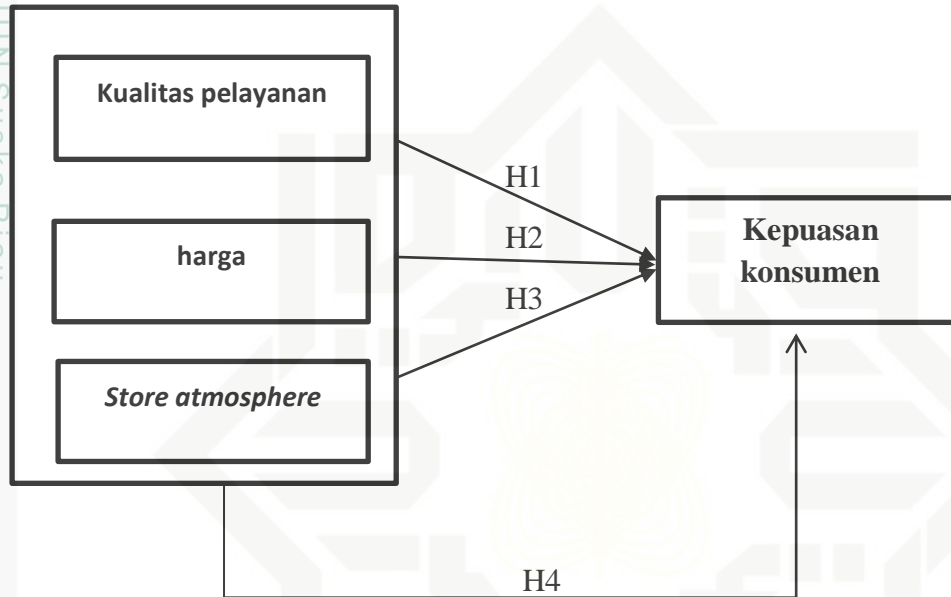 Kualitas pelayanan
H1
harga
H2
Kepuasan
konsumen
H3
Store atmosphere
H4